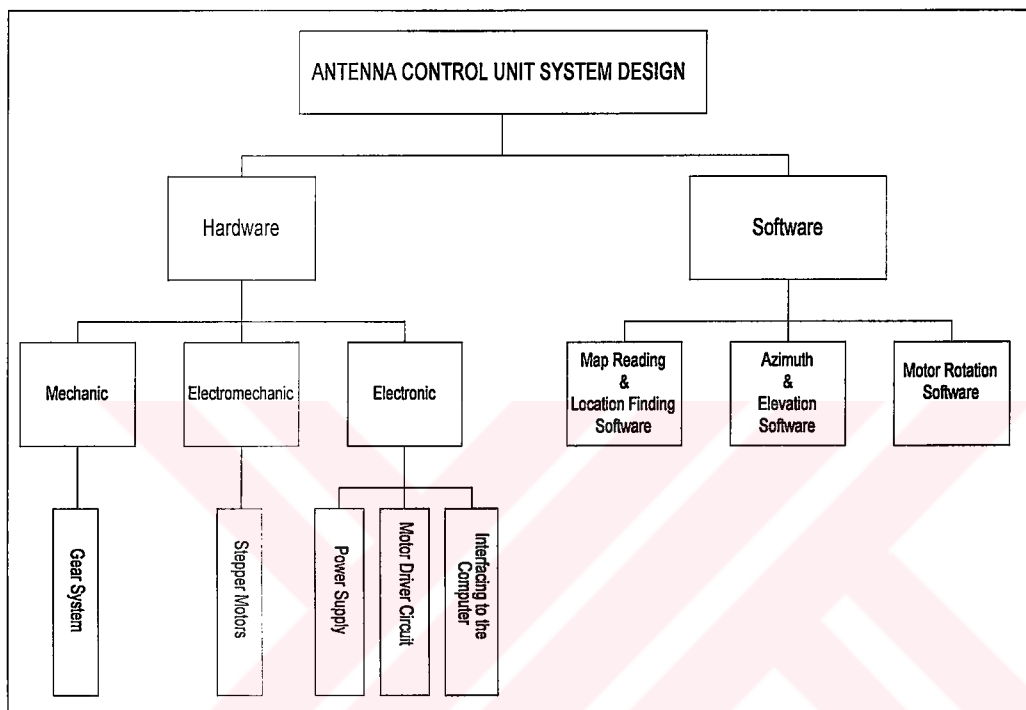 ANTENNA CONTROL UNIT SYSTEM DESIGN
Hardware
Software
Mechanic
Electromechanic
Electronic
Map Reading
&
Location Finding
Software
Azimuth
&
Elevation
Software
Motor Rotation
Software
Gear System
Stepper Motors
Power Supply
Motor Driver Circuit
Interfacing to the
Computer